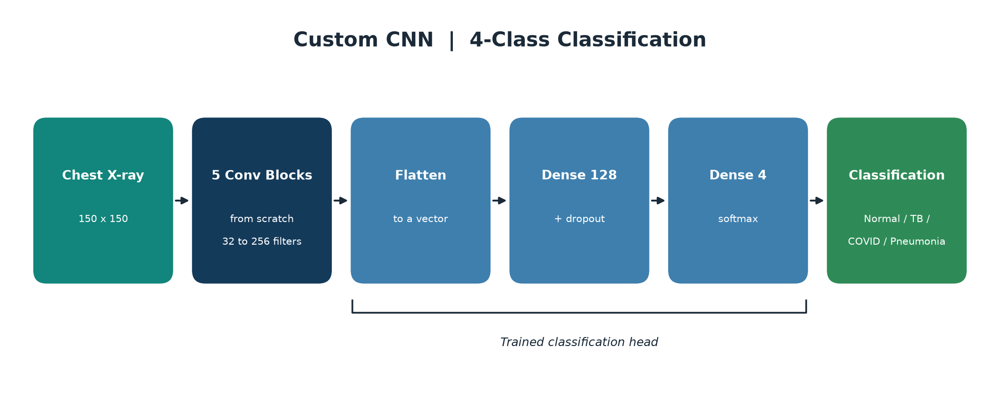 Custom CNN | 4-Class Classification
Chest X-ray
150 x 150
5 Conv Blocks
from scratch
32 to 256 filters
Flatten
to a vector
Dense 128
+ dropout
Dense 4
softmax
Classification
Normal / TB /
COVID / Pneumonia
Trained classification head